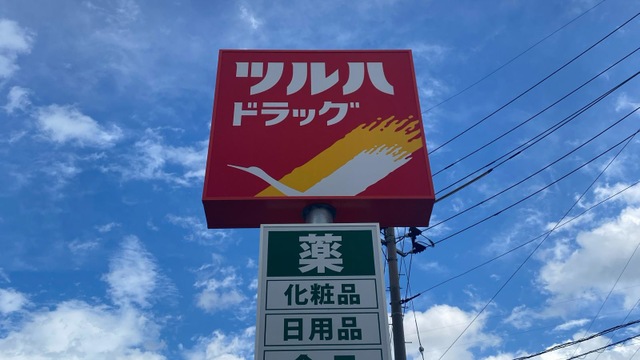 ツルハ
ドラッグ
薬
化粧品
日用品